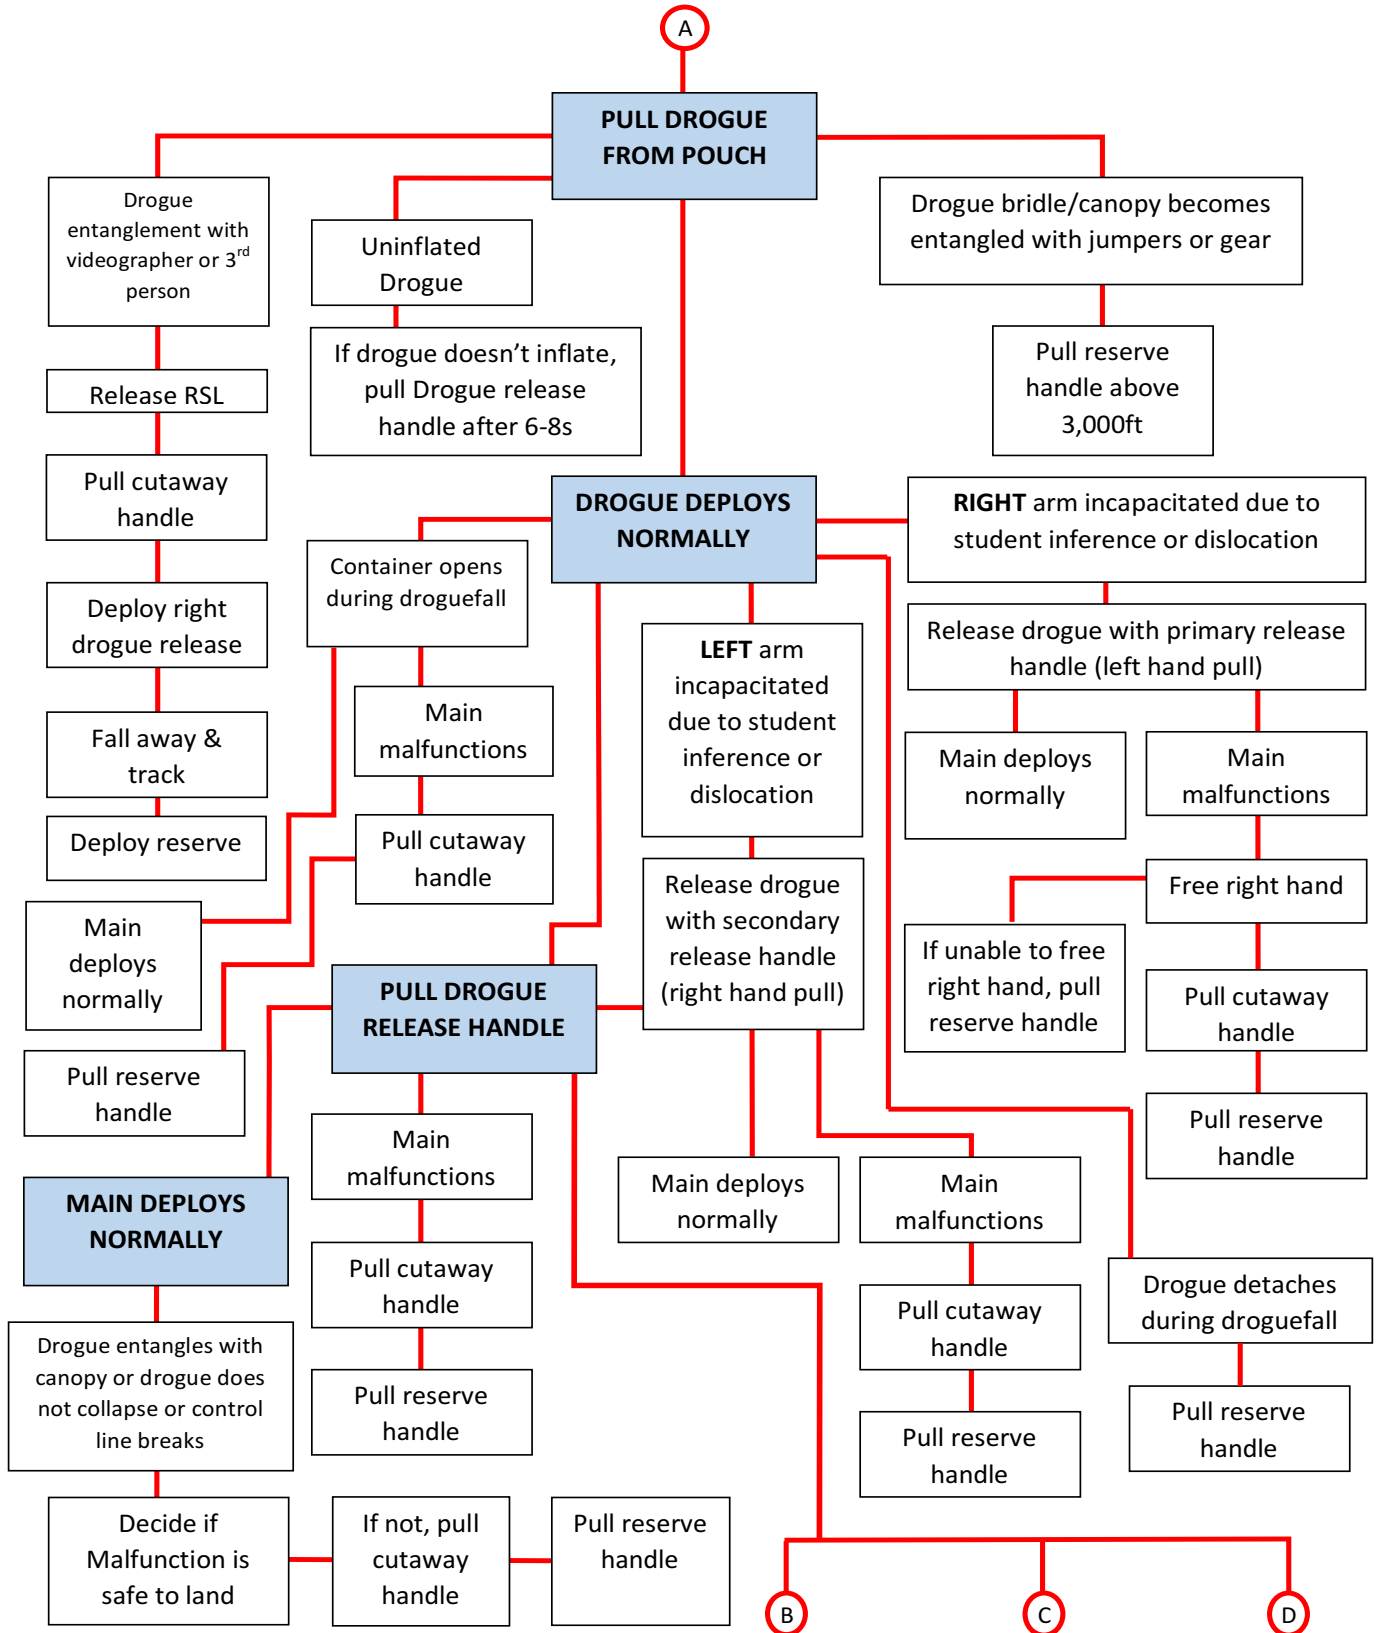 A
PULL DROGUE
FROM POUCH
Drogue
entanglement with
videographer or 3rd
person
Release RSL
Pull cutaway
handle
Deploy right
drogue release
Fall away &
track
Deploy reserve
Uninflated
Drogue
If drogue doesn’t inflate,
pull Drogue release
handle after 6-8s
Drogue bridle/canopy becomes
entangled with jumpers or gear
Pull reserve
handle above
3,000ft
DROGUE DEPLOYS
NORMALLY
Container opens
during droguefall
Main
malfunctions
Pull cutaway
handle
Main
deploys
normally
Pull reserve
handle
LEFT arm
incapacitated
due to student
inference or
dislocation
Release drogue
with secondary
release handle
(right hand pull)
Main deploys
normally
Main
malfunctions
Pull cutaway
handle
Pull reserve
handle
RIGHT arm incapacitated due to
student inference or dislocation
Release drogue with primary release
handle (left hand pull)
Main deploys
normally
Main
malfunctions
Free right hand
If unable to free
right hand, pull
reserve handle
Pull cutaway
handle
Pull reserve
handle
Drogue detaches
during droguefall
Pull reserve
handle
PULL DROGUE
RELEASE HANDLE
Main
malfunctions
Pull cutaway
handle
Pull reserve
handle
MAIN DEPLOYS
NORMALLY
Drogue entangles with
canopy or drogue does
not collapse or control
line breaks
Decide if
Malfunction is
safe to land
If not, pull
cutaway
handle
Pull reserve
handle
B
C
D